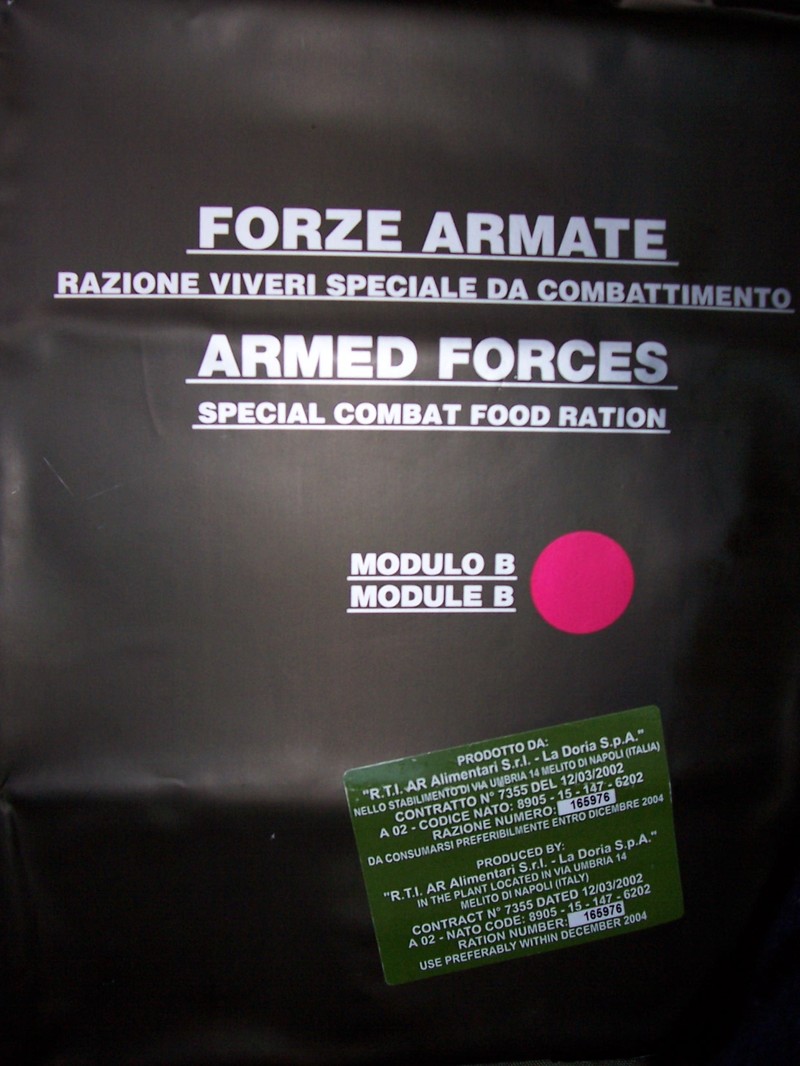 FORZE ARMATE
RAZIONE VIVERI SPECIALE DA COMBATTIMENTO
ARMED FORCES
SPECIAL COMBAT FOOD RATION
MODULO B
MODULE B
PRODOTTO DA:
"R.T.I. AR Alimentari S.r.l. - La Doria S.p.A."
NELLO STABILIMENTO DI VIA UMBRIA 14 MELITO DI NAPOLI (ITALIA)
CONTRATTO N° 7355 DEL 12/03/2002
A 02 - CODICE NATO: 8905 - 15 - 147 - 6202
RAZIONE NUMERO: 165976
DA CONSUMARSI PREFERIBILMENTE ENTRO DICEMBRE 2004
PRODUCED BY:
"R.T.I. AR Alimentari S.r.l. - La Doria S.p.A."
IN THE PLANT LOCATED IN VIA UMBRIA 14
MELITO DI NAPOLI (ITALY)
CONTRACT N° 7355 DATED 12/03/2002
A 02 - NATO CODE: 8905 - 15 - 147 - 6202
RATION NUMBER: 165976
USE PREFERABLY WITHIN DECEMBER 2004